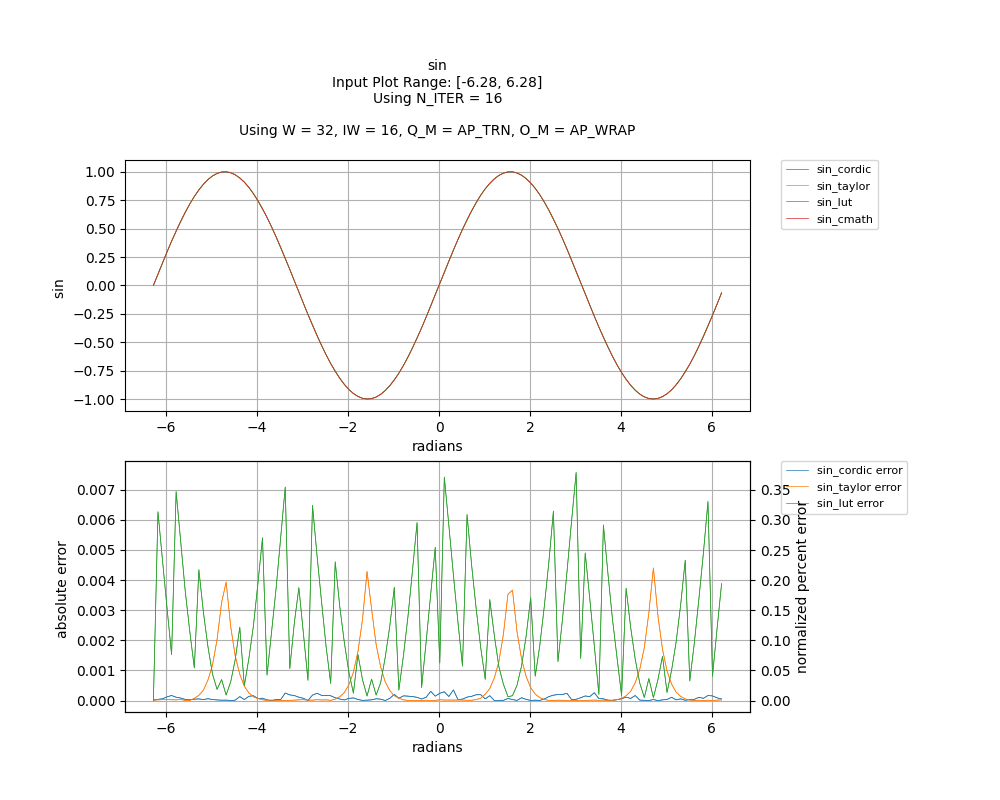 sin
Input Plot Range: [-6.28, 6.28]
Using N_ITER = 16
Using W = 32, IW = 16, Q_M = AP_TRN, O_M = AP_WRAP
sin
1.00
0.75
0.50
0.25
0.00
−0.25
−0.50
−0.75
−1.00
−6 −4 −2 0 2 4 6
radians
sin_cordic
sin_taylor
sin_lut
sin_cmath
absolute error
0.007
0.006
0.005
0.004
0.003
0.002
0.001
0.000
−6 −4 −2 0 2 4 6
radians
0.35
0.30
0.25
0.20
0.15
0.10
0.05
0.00
normalized percent error
sin_cordic error
sin_taylor error
sin_lut error